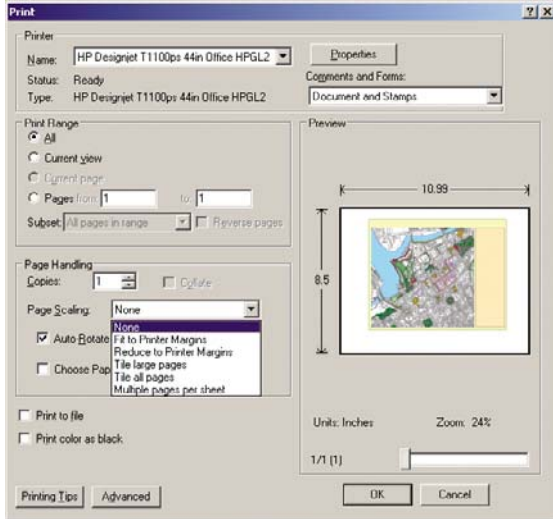 Print
Printer
Name: HP Designjet T1100ps 44in Office HPGL2
Properties
Status: Ready
Comments and Forms:
Type: HP Designjet T1100ps 44in Office HPGL2
Document and Stamps
Print Range
All
Current view
Current page
Pages from: 1 to: 1
Subset: All pages in range
Reverse pages
Preview
10.99
8.5
Page Handling
Copies: 1
Collate
Page Scaling: None
None
Auto Rotate
Fit to Printer Margins
Reduce to Printer Margins
Tile large pages
Choose Pap
Tile all pages
Multiple pages per sheet
Print to file
Print color as black
Units: Inches Zoom: 24%
1/1 (1)
Printing Tips
Advanced
OK
Cancel